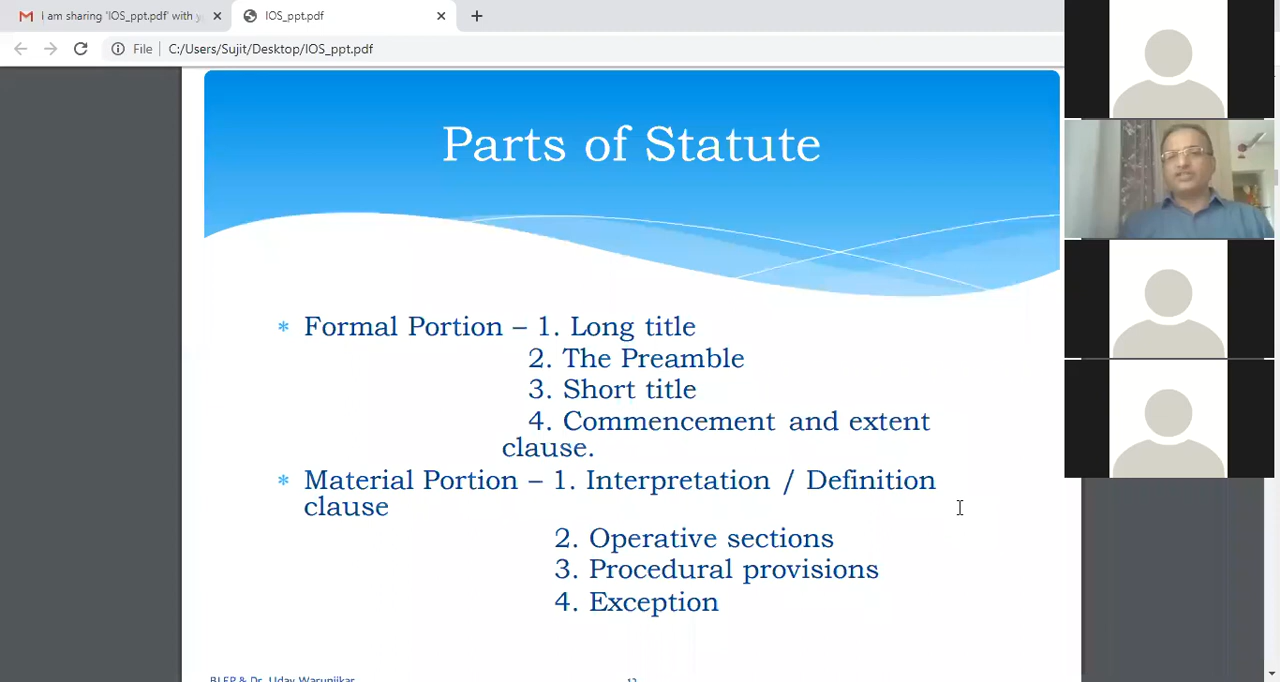 I am sharing 'IOS_ppt.pdf' with
IOS_ppt.pdf
File
C:/Users/Sujit/Desktop/IOS_ppt.pdf
Parts of Statute
* Formal Portion – 1. Long title
2. The Preamble
3. Short title
4. Commencement and extent
clause.
* Material Portion – 1. Interpretation / Definition
clause
2. Operative sections
3. Procedural provisions
4. Exception